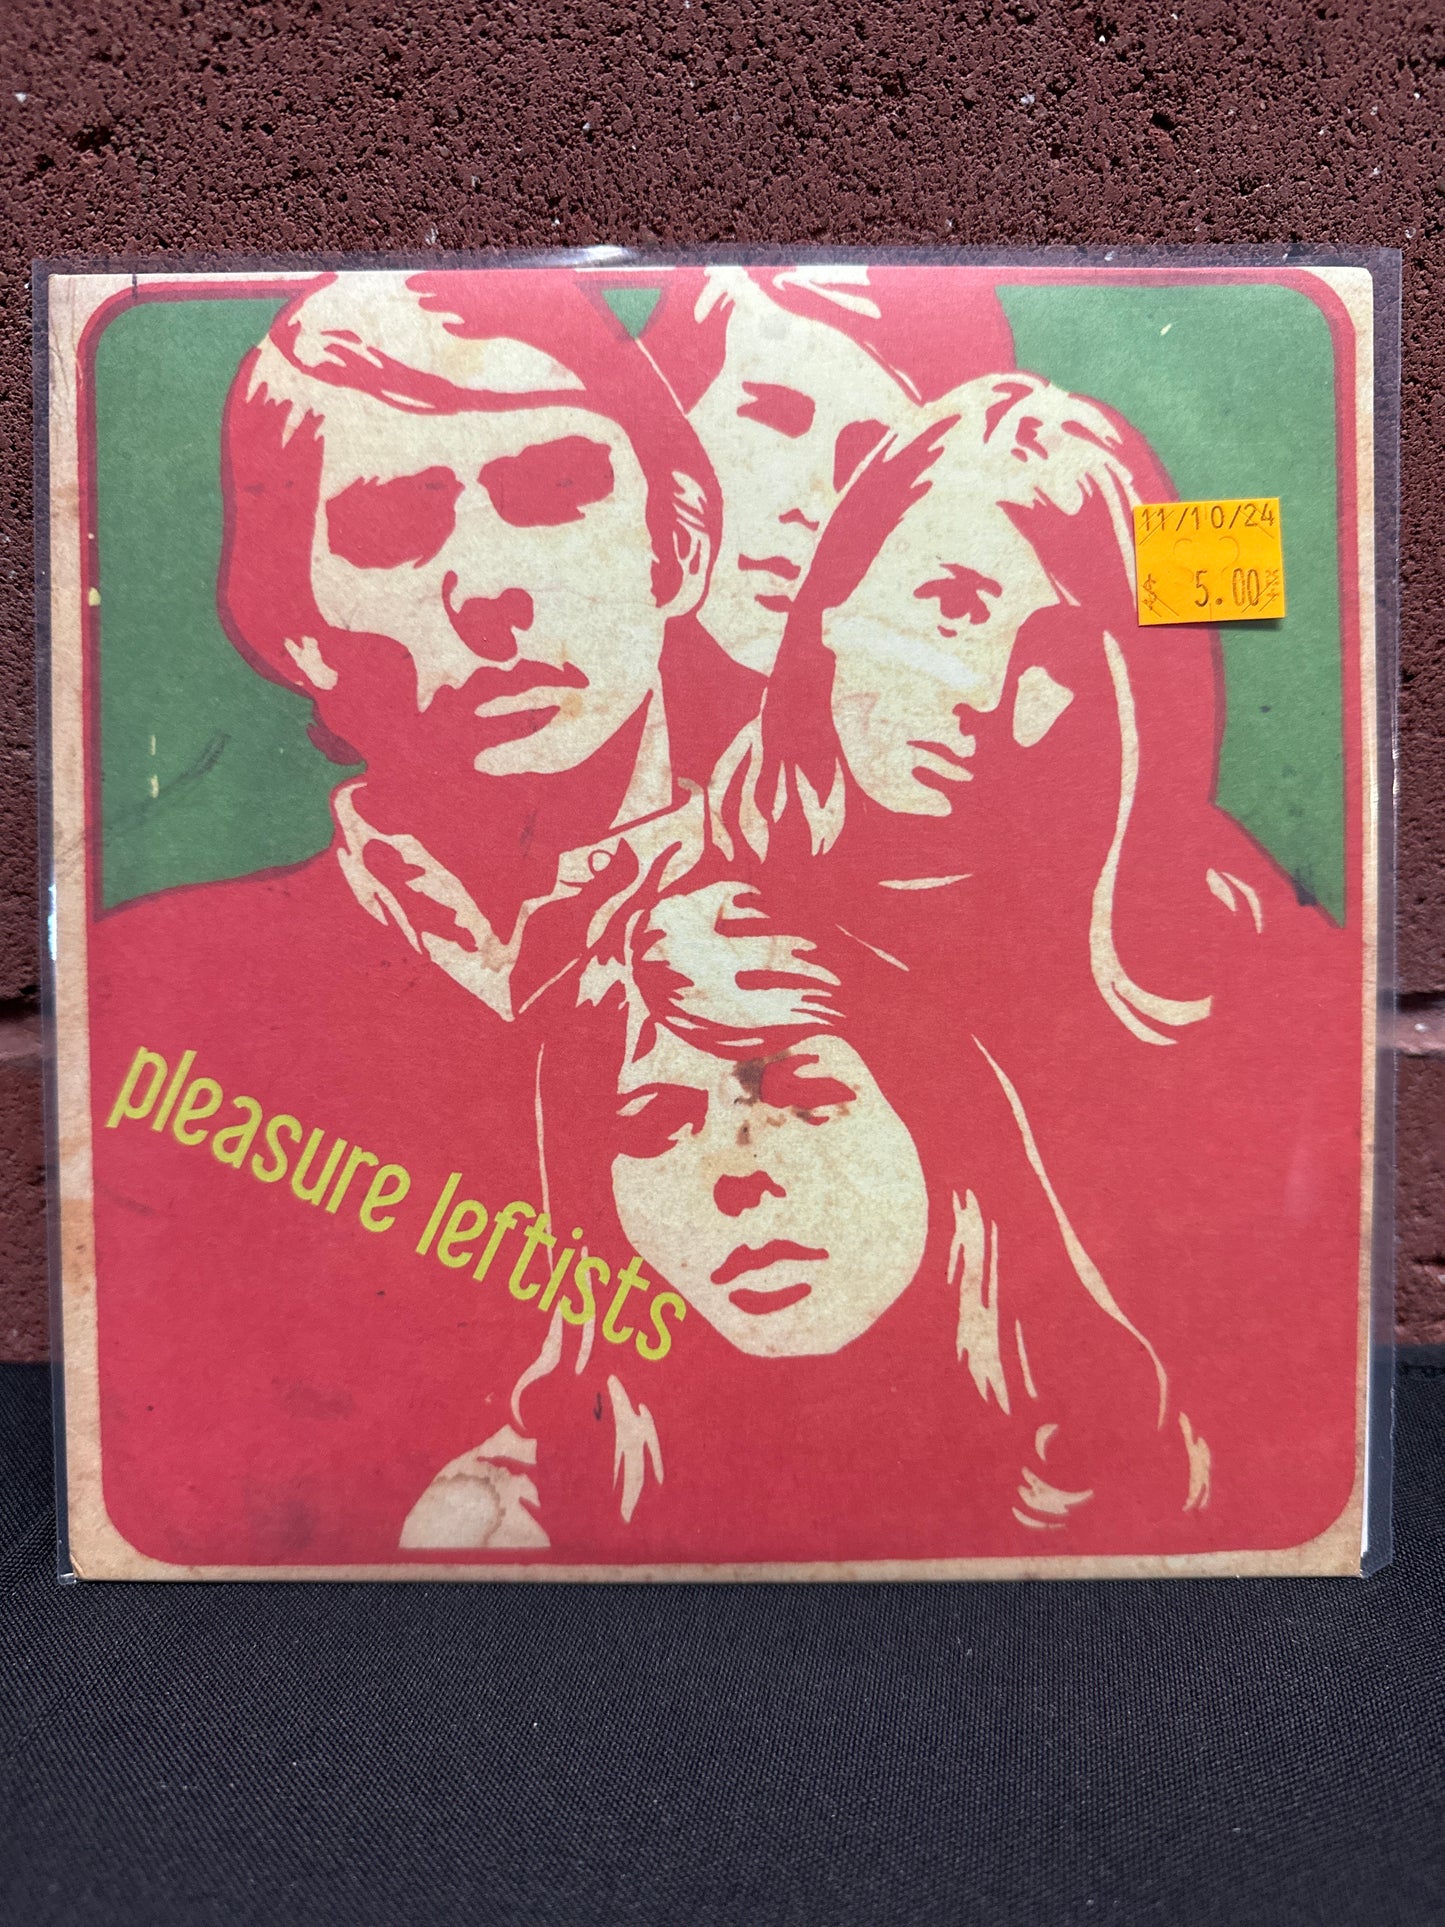 11/10/24
$ 5.00
pleasure leftists